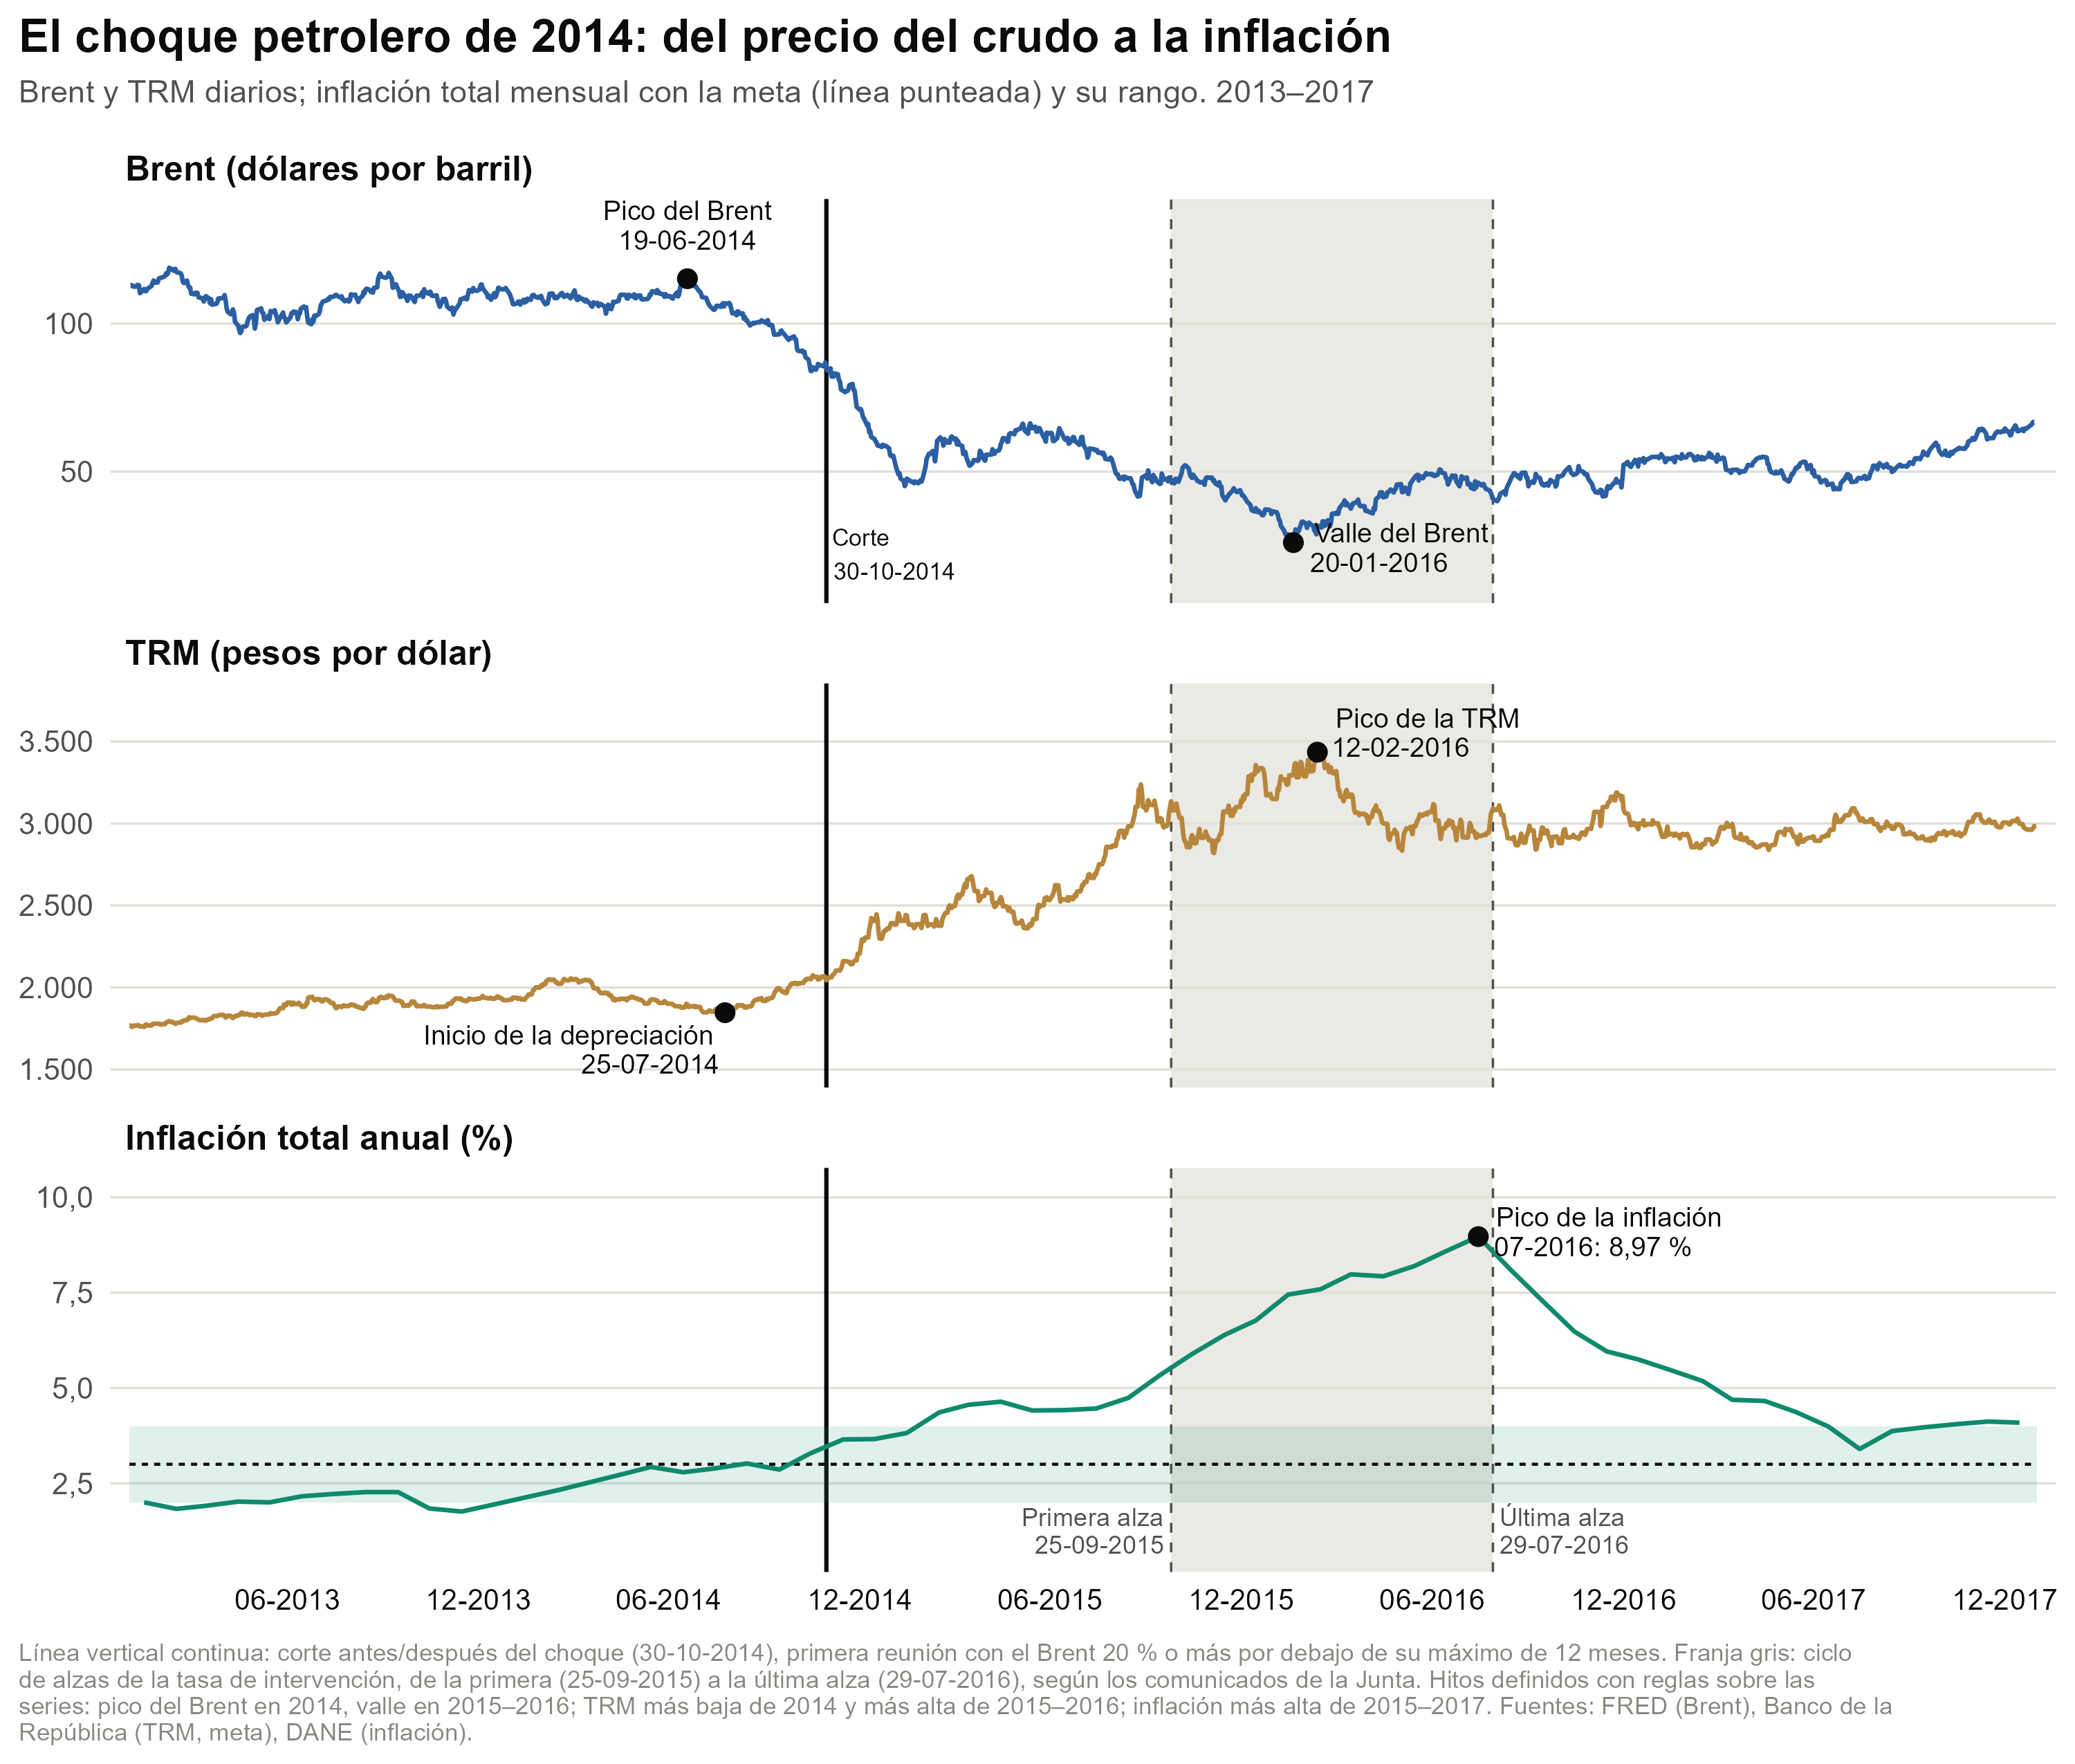 El choque petrolero de 2014: del precio del crudo a la inflación
Brent y TRM diarios; inflación total mensual con la meta (línea punteada) y su rango. 2013–2017
Brent (dólares por barril)
Pico del Brent
19-06-2014
100
50
Corte
30-10-2014
Valle del Brent
20-01-2016
TRM (pesos por dólar)
Pico de la TRM
12-02-2016
3.500
3.000
2.500
2.000
1.500
Inicio de la depreciación
25-07-2014
Inflación total anual (%)
10,0
7,5
5,0
2,5
Pico de la inflación
07-2016: 8,97 %
Primera alza
25-09-2015
Última alza
29-07-2016
06-2013 12-2013 06-2014 12-2014 06-2015 12-2015 06-2016 12-2016 06-2017 12-2017
Línea vertical continua: corte antes/después del choque (30-10-2014), primera reunión con el Brent 20 % o más por debajo de su máximo de 12 meses. Franja gris: ciclo
de alzas de la tasa de intervención, de la primera (25-09-2015) a la última alza (29-07-2016), según los comunicados de la Junta. Hitos definidos con reglas sobre las
series: pico del Brent en 2014, valle en 2015–2016; TRM más baja de 2014 y más alta de 2015–2016; inflación más alta de 2015–2017. Fuentes: FRED (Brent), Banco de la
República (TRM, meta), DANE (inflación).